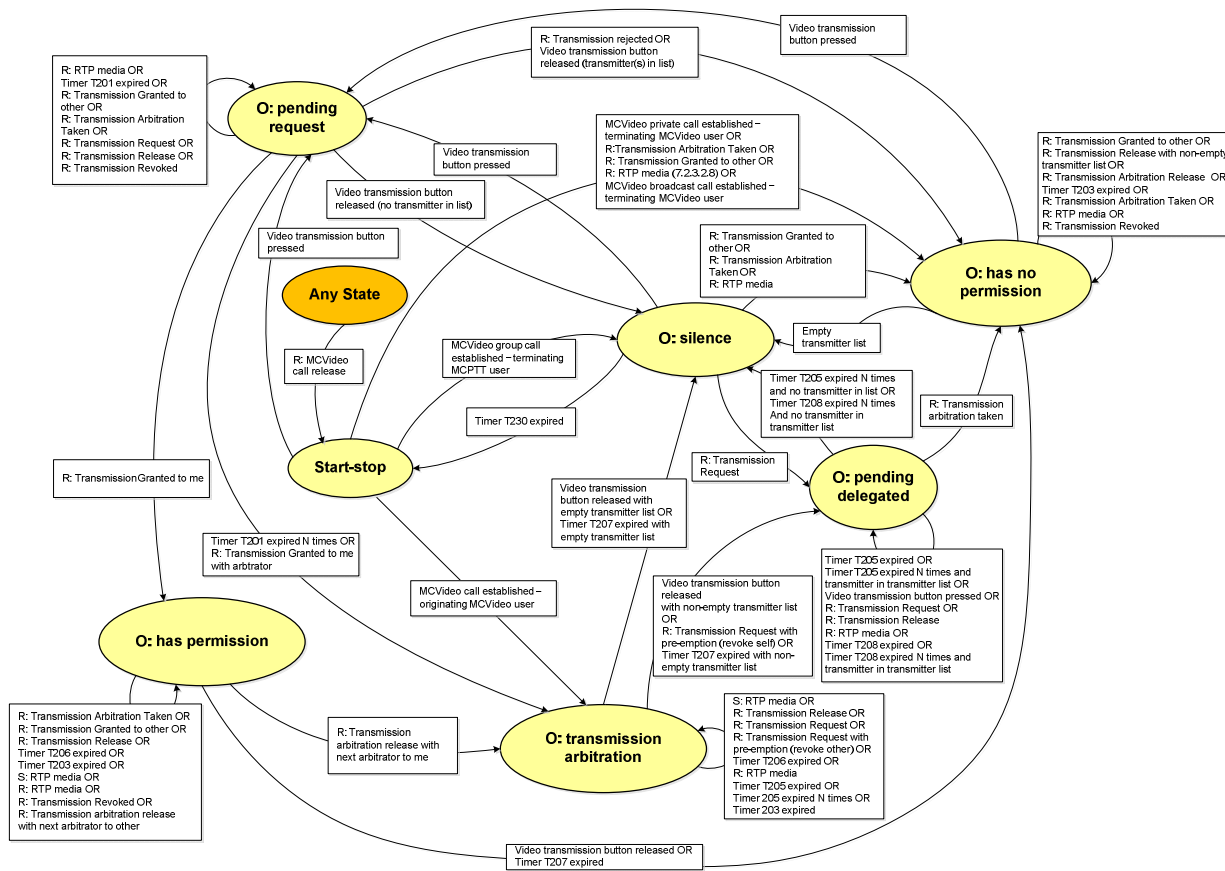 Video transmission
button pressed
R: Transmission rejected OR
Video transmission button
released (transmitter(s) in list)
R: RTP media OR
Timer T201 expired OR
R: Transmission Granted to
other OR
R: Transmission Arbitration
Taken OR
R: Transmission Request OR
R: Transmission Release OR
R: Transmission Revoked
O: pending
request
MCVideo private call established –
terminating MCVideo user OR
R:Transmission Arbitration Taken OR
R: Transmission Granted to other OR
R: RTP media (7.2.3.2.8) OR
MCVideo broadcast call established -
terminating MCVideo user
R: Transmission Granted to other OR
R: Transmission Release with non-empty
transmitter list OR
R: Transmission Arbitration Release OR
Timer T203 expired OR
R: Transmission Arbitration Taken OR
R: RTP media OR
R: Transmission Revoked
Video transmission
button pressed
Video transmission button
released (no transmitter in list)
Video transmission button
pressed
R: Transmission Granted to
other OR
R: Transmission Arbitration
Taken OR
R: RTP media
O: has no
permission
Any State
O: silence
Empty
transmitter list
R: MCVideo
call release
MCVideo group call
established – terminating
MCPTT user
Timer T205 expired N times
and no transmitter in list OR
Timer T208 expired N times
And no transmitter in
transmitter list
R: Transmission
arbitration taken
Timer T230 expired
Start-stop
R: Transmission
Request
O: pending
delegated
R: Transmission Granted to me
Video transmission
button released with
empty transmitter list OR
Timer T207 expired with
empty transmitter list
Timer T201 expired N times OR
R: Transmission Granted to me
with arbtrator
MCVideo call established –
originating MCVideo user
Video transmission button
released
with non-empty transmitter list
OR
R: Transmission Request with
pre-emption (revoke self) OR
Timer T207 expired with non-
empty transmitter list
Timer T205 expired OR
Timer T205 expired N times and
transmitter in transmitter list OR
Video transmission button pressed OR
R: Transmission Request OR
R: Transmission Release
R: RTP media OR
Timer T208 expired OR
Timer T208 expired N times and
transmitter in transmitter list
O: has permission
R: Transmission Arbitration Taken OR
R: Transmission Granted to other OR
R: Transmission Release OR
Timer T206 expired OR
Timer T203 expired OR
S: RTP media OR
R: RTP media OR
R: Transmission Revoked OR
R: Transmission arbitration release
with next arbitrator to other
R: Transmission
arbitration release with
next arbitrator to me
O: transmission
arbitration
S: RTP media OR
R: Transmission Release OR
R: Transmission Request OR
R: Transmission Request with
pre-emption (revoke other) OR
Timer T206 expired OR
R: RTP media
Timer T205 expired OR
Timer 205 expired N times OR
Timer 203 expired
Video transmission button released OR
Timer T207 expired